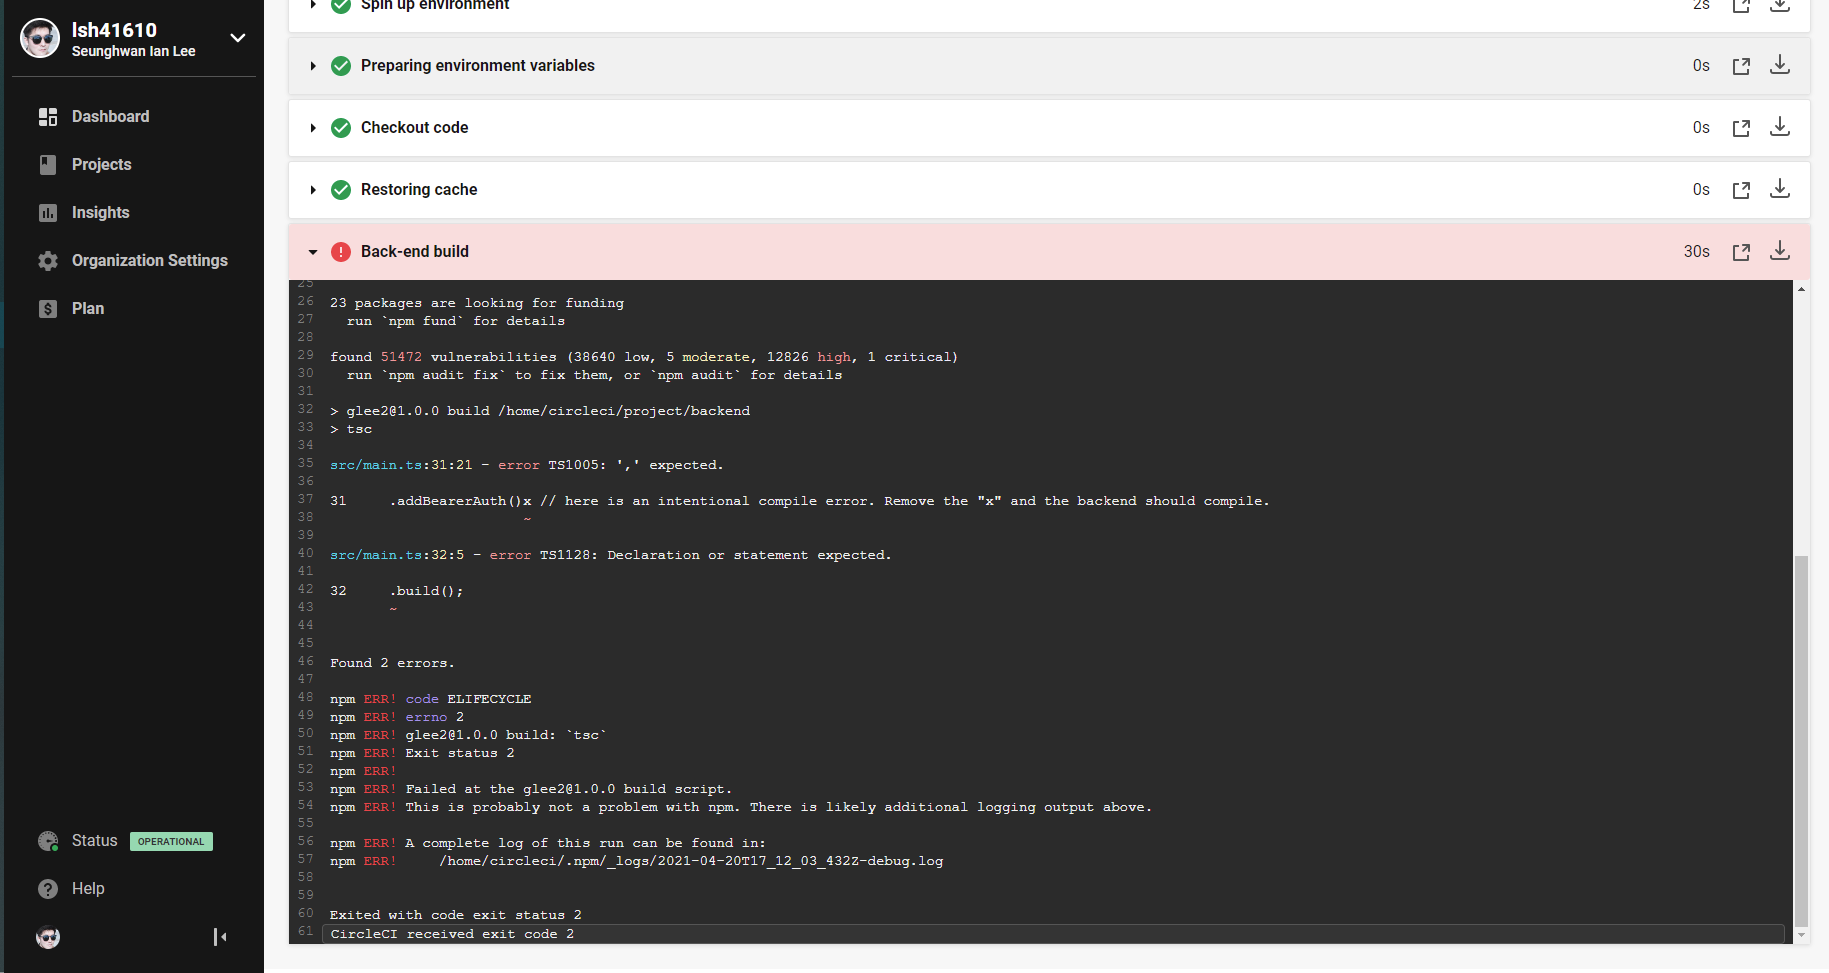 lsh41610
Seunghwan Ian Lee
Dashboard
Projects
Insights
Organization Settings
Plan
Status OPERATIONAL
Help
Spin up environment 2s
Preparing environment variables 0s
Checkout code 0s
Restoring cache 0s
Back-end build 30s
25
26 23 packages are looking for funding
27   run `npm fund` for details
28
29 found 51472 vulnerabilities (38640 low, 5 moderate, 12826 high, 1 critical)
30   run `npm audit fix` to fix them, or `npm audit` for details
31
32 > glee2@1.0.0 build /home/circleci/project/backend
33 > tsc
34
35 src/main.ts:31:21 - error TS1005: ',' expected.
36
37 31     .addBearerAuth()x // here is an intentional compile error. Remove the "x" and the backend should compile.
38                        ~
39
40 src/main.ts:32:5 - error TS1128: Declaration or statement expected.
41
42 32     .build();
43        ~
44
45
46 Found 2 errors.
47
48 npm ERR! code ELIFECYCLE
49 npm ERR! errno 2
50 npm ERR! glee2@1.0.0 build: `tsc`
51 npm ERR! Exit status 2
52 npm ERR!
53 npm ERR! Failed at the glee2@1.0.0 build script.
54 npm ERR! This is probably not a problem with npm. There is likely additional logging output above.
55
56 npm ERR! A complete log of this run can be found in:
57 npm ERR!     /home/circleci/.npm/_logs/2021-04-20T17_12_03_432Z-debug.log
58
59
60 Exited with code exit status 2
61 CircleCI received exit code 2